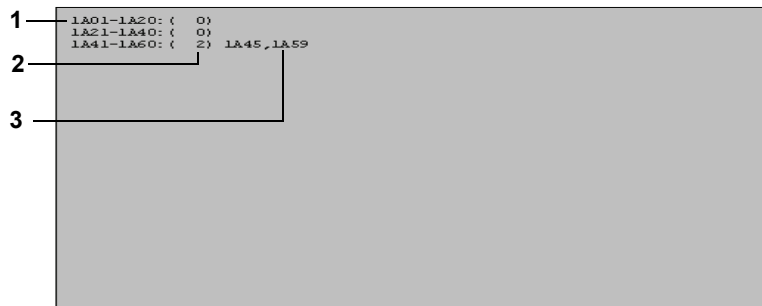 1
1A01-1A20: (   0)
1A21-1A40: (   0)
1A41-1A60: (   2)  1A45,1A59
2
3